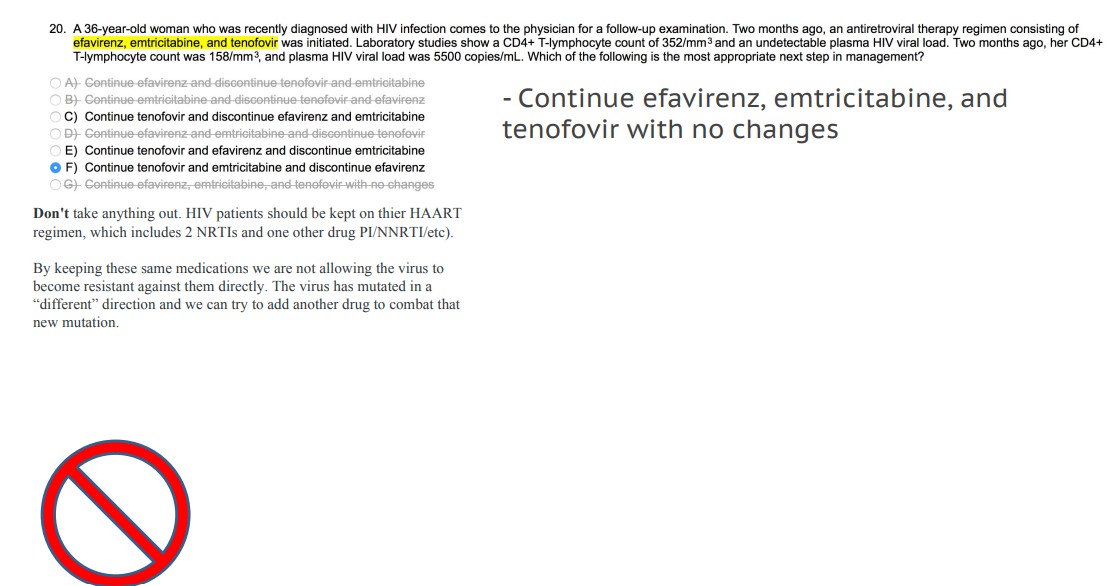 20. A 36-year-old woman who was recently diagnosed with HIV infection comes to the physician for a follow-up examination. Two months ago, an antiretroviral therapy regimen consisting of
efavirenz, emtricitabine, and tenofovir was initiated. Laboratory studies show a CD4+ T-lymphocyte count of 352/mm³ and an undetectable plasma HIV viral load. Two months ago, her CD4+
T-lymphocyte count was 158/mm³, and plasma HIV viral load was 5500 copies/mL. Which of the following is the most appropriate next step in management?
A) Continue efavirenz and discontinue tenofovir and emtricitabine
B) Continue emtricitabine and discontinue tenofovir and efavirenz
C) Continue tenofovir and discontinue efavirenz and emtricitabine
D) Continue efavirenz and emtricitabine and discontinue tenofovir
E) Continue tenofovir and efavirenz and discontinue emtricitabine
F) Continue tenofovir and emtricitabine and discontinue efavirenz
G) Continue efavirenz, emtricitabine, and tenofovir with no changes
- Continue efavirenz, emtricitabine, and
tenofovir with no changes
Don't take anything out. HIV patients should be kept on thier HAART
regimen, which includes 2 NRTIs and one other drug PI/NNRTI/etc).
By keeping these same medications we are not allowing the virus to
become resistant against them directly. The virus has mutated in a
“different” direction and we can try to add another drug to combat that
new mutation.